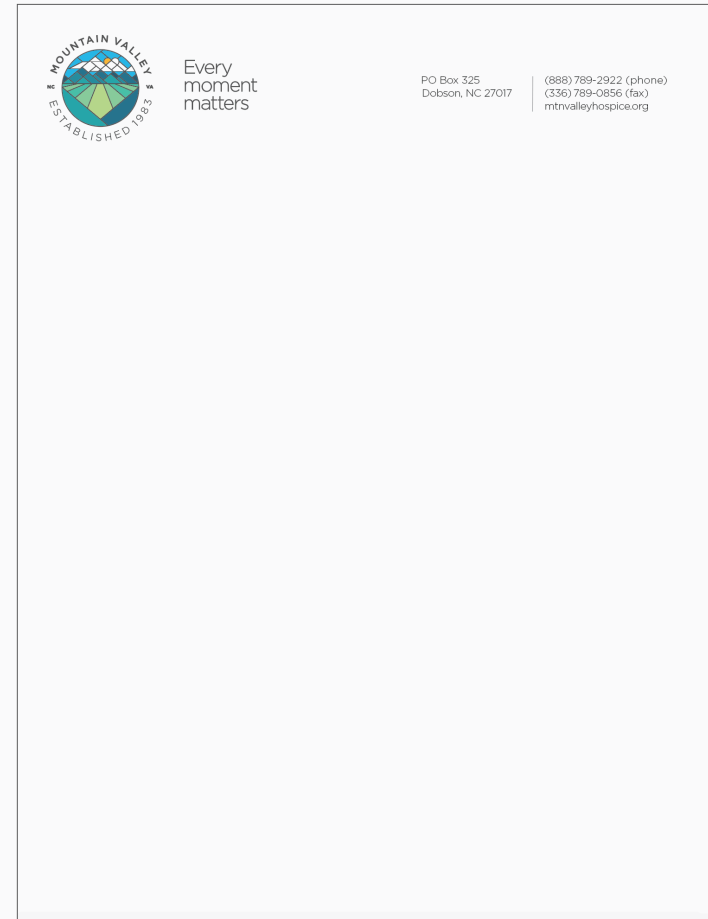 MOUNTAIN VALLEY
NC
VA
ESTABLISHED 1983
Every
moment
matters
PO Box 325
Dobson, NC 27017
(888) 789-2922 (phone)
(336) 789-0856 (fax)
mtnvalleyhospice.org